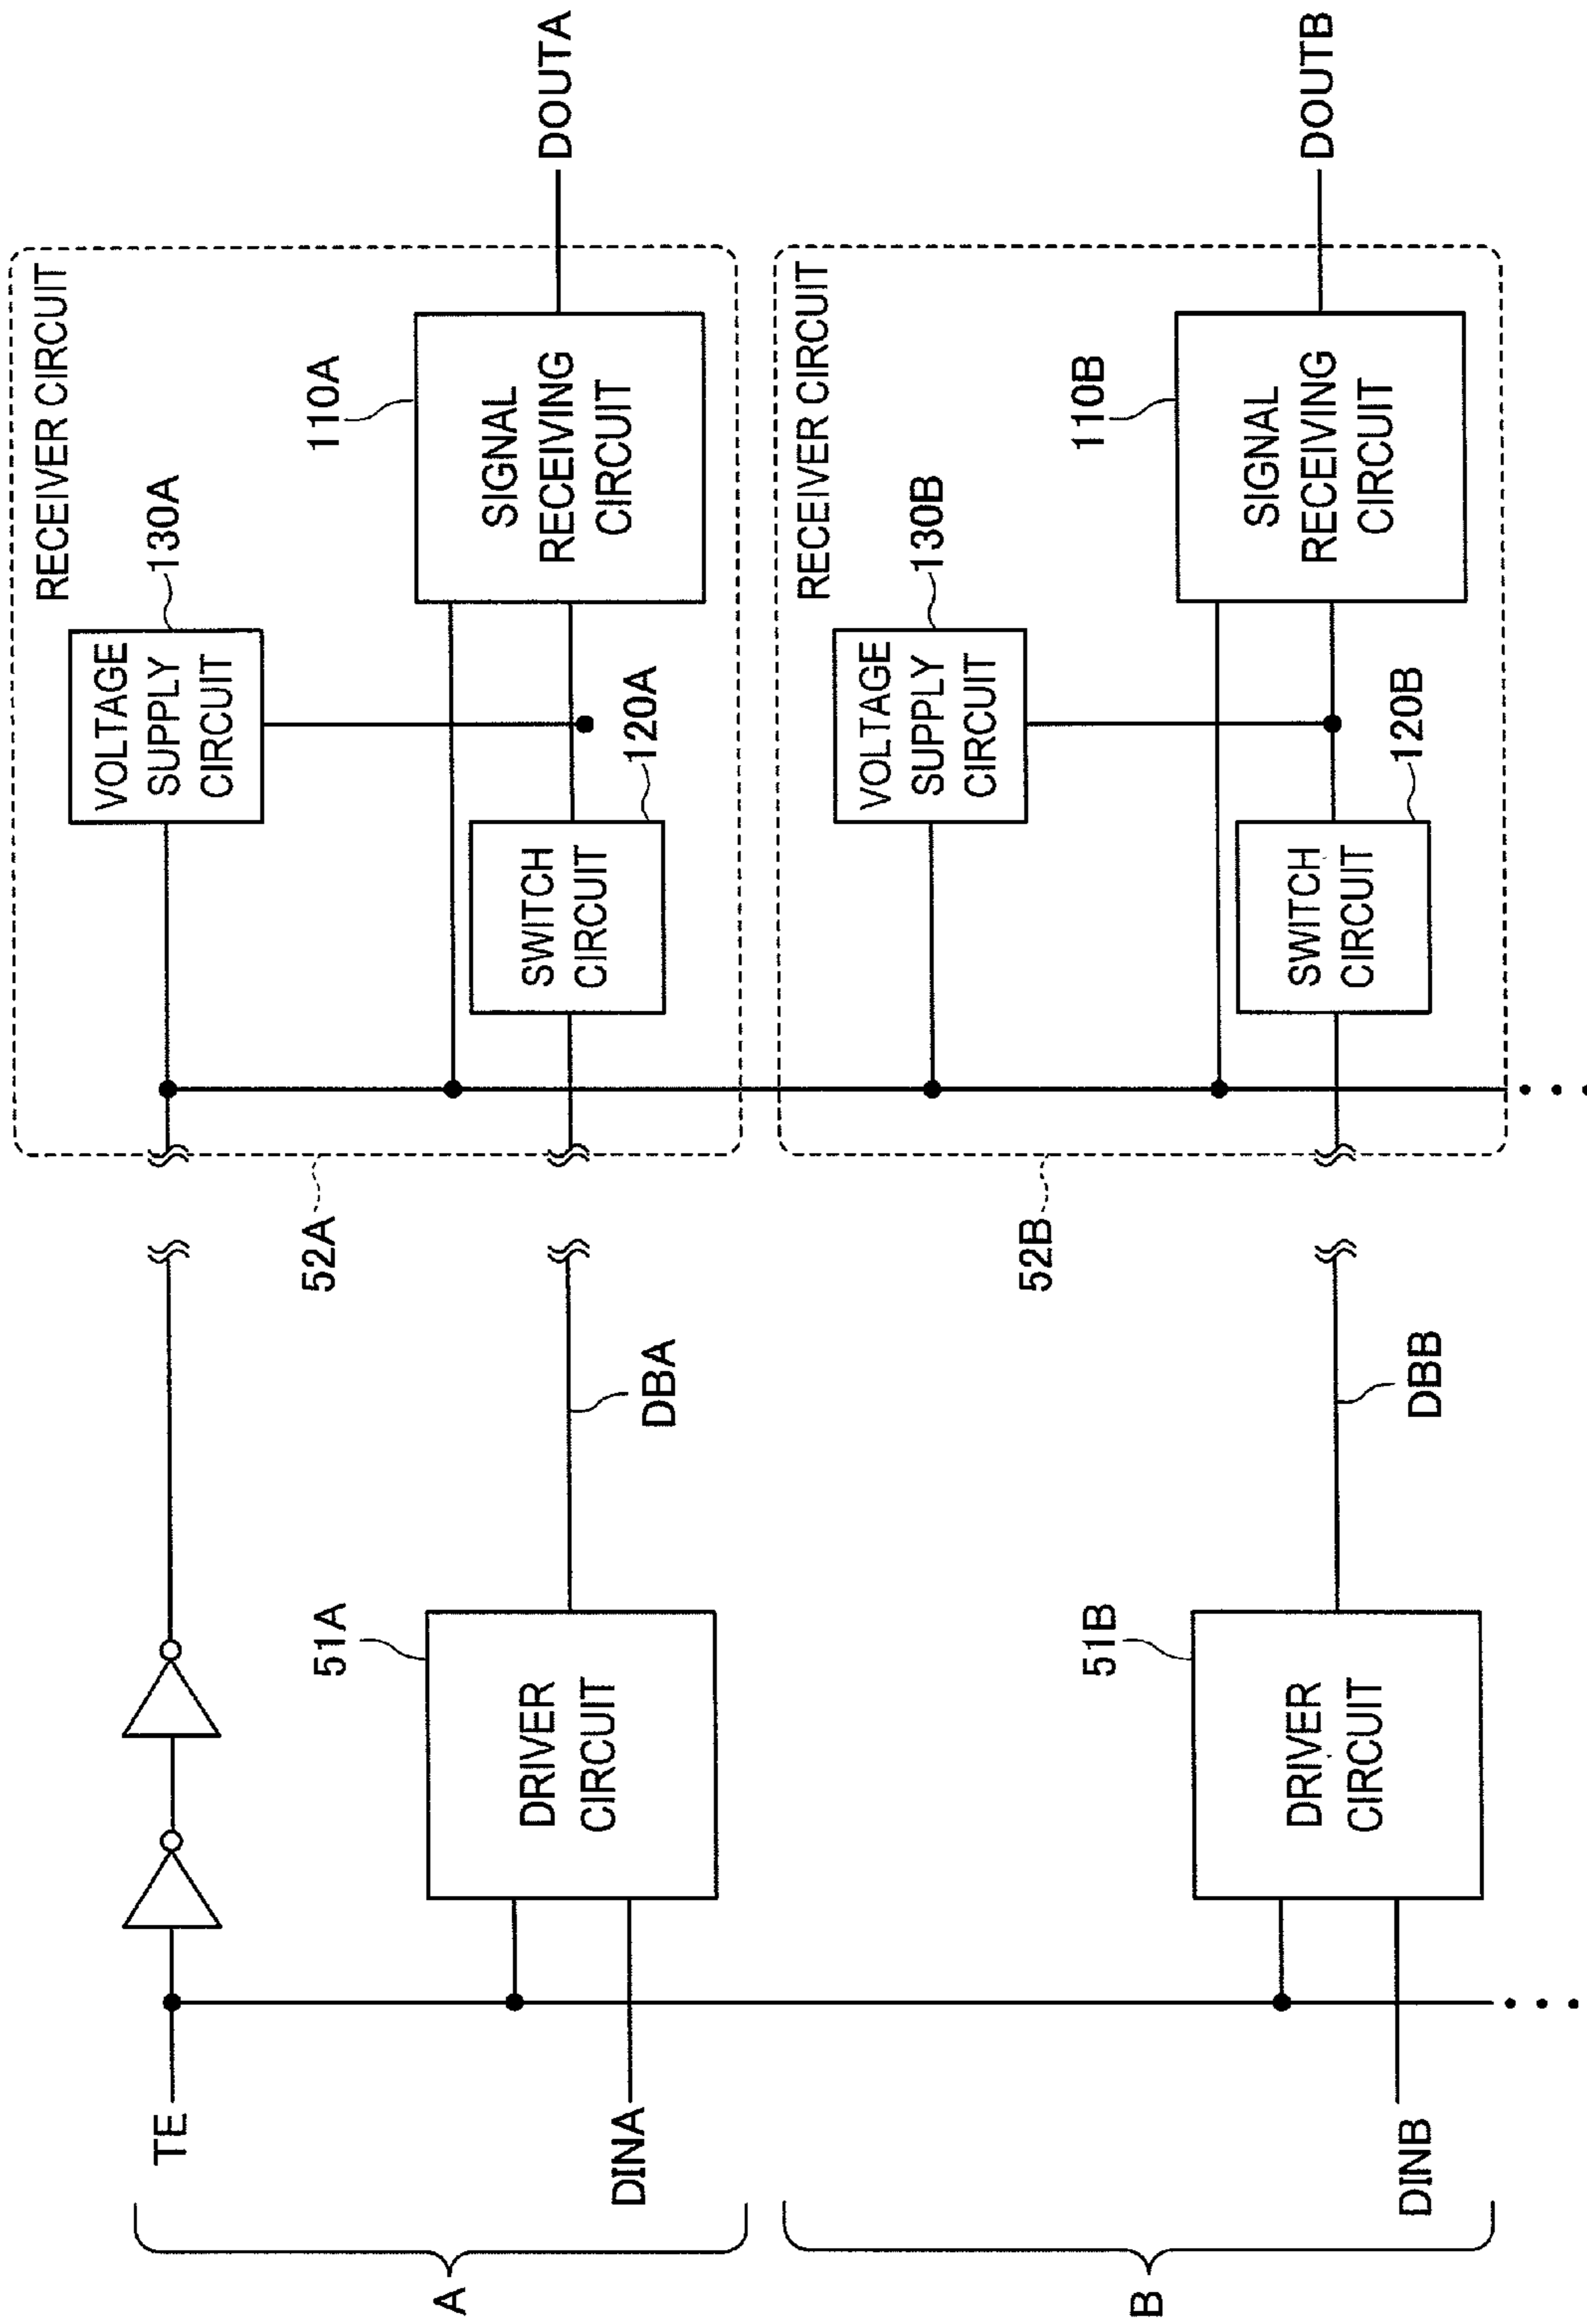 A
TE
DINA
51A
DRIVER
CIRCUIT
DBA
52A
RECEIVER CIRCUIT
VOLTAGE
SUPPLY
CIRCUIT
130A
SWITCH
CIRCUIT
120A
110A
SIGNAL
RECEIVING
CIRCUIT
DOUTA
B
DINB
51B
DRIVER
CIRCUIT
DBB
52B
RECEIVER CIRCUIT
VOLTAGE
SUPPLY
CIRCUIT
130B
SWITCH
CIRCUIT
120B
110B
SIGNAL
RECEIVING
CIRCUIT
DOUTB